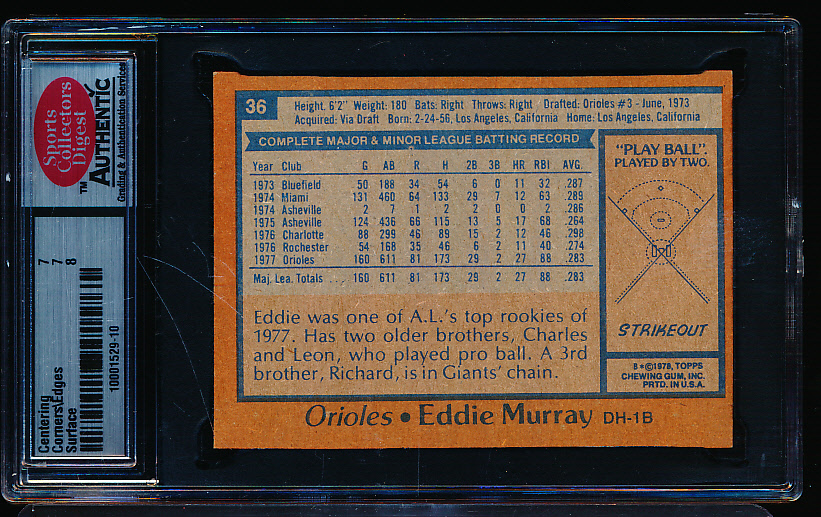 Sports
Collectors
Digest
™
AUTHENTIC
Grading & Authentication Services
Centering 7
Corners\Edges 7
Surface 8
10001529-10
36
Height. 6'2" Weight: 180 Bats: Right Throws: Right Drafted: Orioles #3 - June, 1973
Acquired: Via Draft Born: 2-24-56, Los Angeles, California Home: Los Angeles, California
COMPLETE MAJOR & MINOR LEAGUE BATTING RECORD
Year Club G AB R H 2B 3B HR RBI AVG.
1973 Bluefield 50 188 34 54 6 0 11 32 .287
1974 Miami 131 460 64 133 29 7 12 63 .289
1974 Asheville 2 7 1 2 2 0 0 2 .286
1975 Asheville 124 436 66 115 13 5 17 68 .264
1976 Charlotte 88 299 46 89 15 2 12 46 .298
1976 Rochester 54 168 35 46 6 2 11 40 .274
1977 Orioles 160 611 81 173 29 2 27 88 .283
Maj. Lea. Totals .... 160 611 81 173 29 2 27 88 .283
Eddie was one of A.L.'s top rookies of
1977. Has two older brothers, Charles
and Leon, who played pro ball. A 3rd
brother, Richard, is in Giants' chain.
"PLAY BALL".
PLAYED BY TWO.
STRIKEOUT
B *©1978, TOPPS
CHEWING GUM, INC.
PRTD. IN U.S.A.
Orioles • Eddie Murray DH-1B